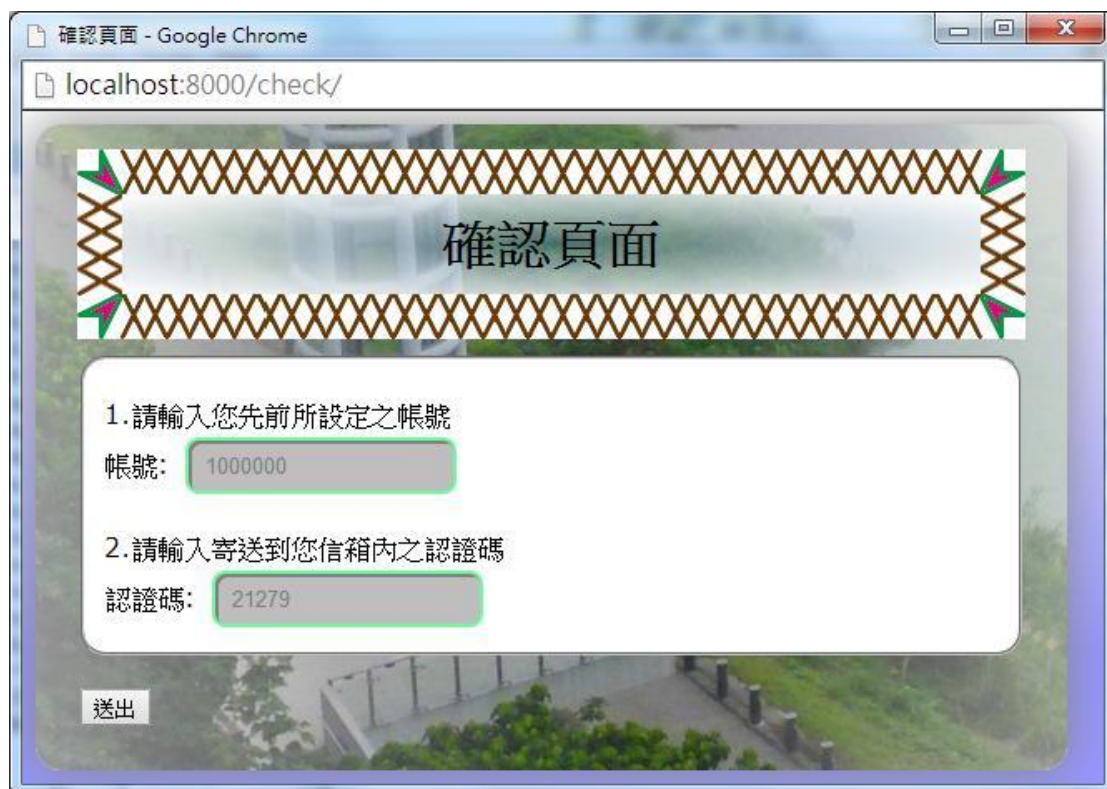 確認頁面 - Google Chrome
localhost:8000/check/
確認頁面
1.請輸入您先前所設定之帳號
帳號: 1000000
2.請輸入寄送到您信箱內之認證碼
認證碼: 21279
送出